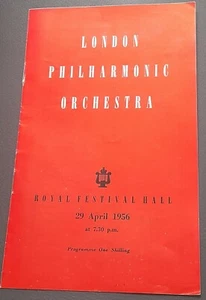 LONDON
PHILHARMONIC
ORCHESTRA
ROYAL FESTIVAL HALL
29 April 1956
at 7.30 p.m.
Programme One Shilling